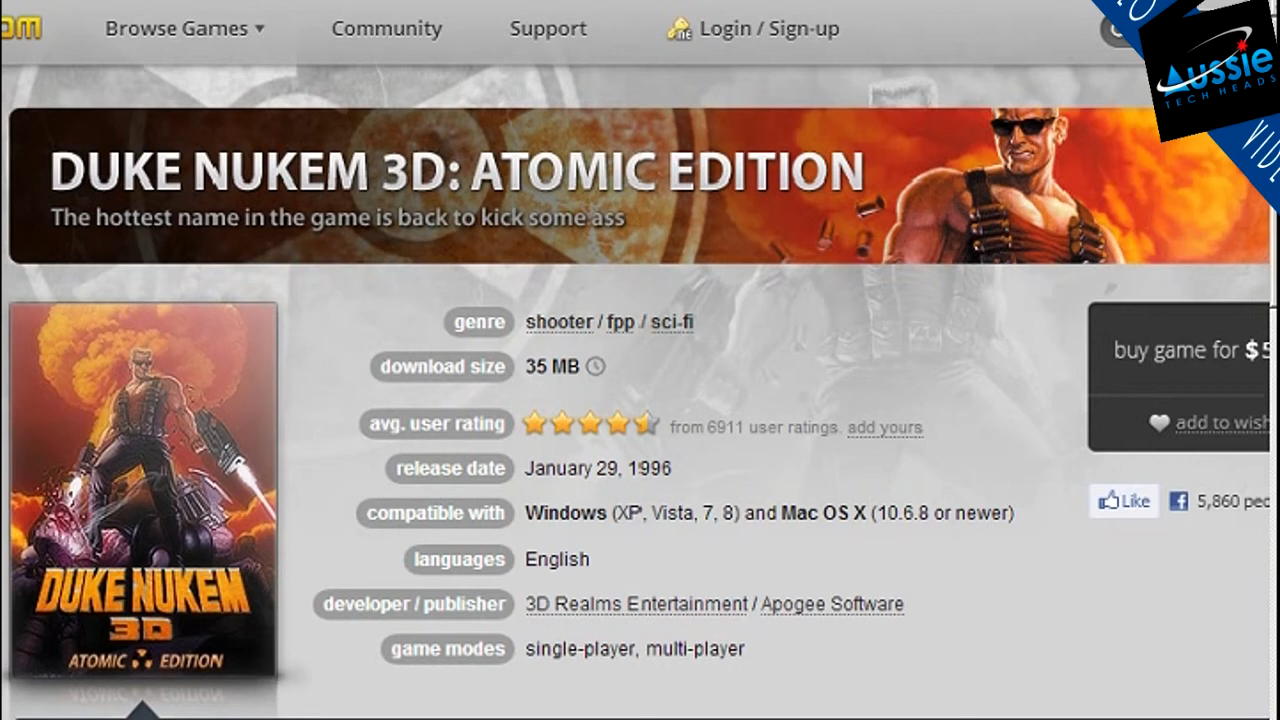 OM
Browse Games
Community
Support
Login / Sign-up
AUSSIE
TECH HEADS
DUKE NUKEM 3D: ATOMIC EDITION
The hottest name in the game is back to kick some ass
genre shooter / fpp / sci-fi
download size 35 MB
avg. user rating from 6911 user ratings. add yours
release date January 29, 1996
compatible with Windows (XP, Vista, 7, 8) and Mac OS X (10.6.8 or newer)
languages English
developer / publisher 3D Realms Entertainment / Apogee Software
game modes single-player, multi-player
buy game for $5
add to wish
Like 5,860 peo
DUKE NUKEM
3D
ATOMIC EDITION